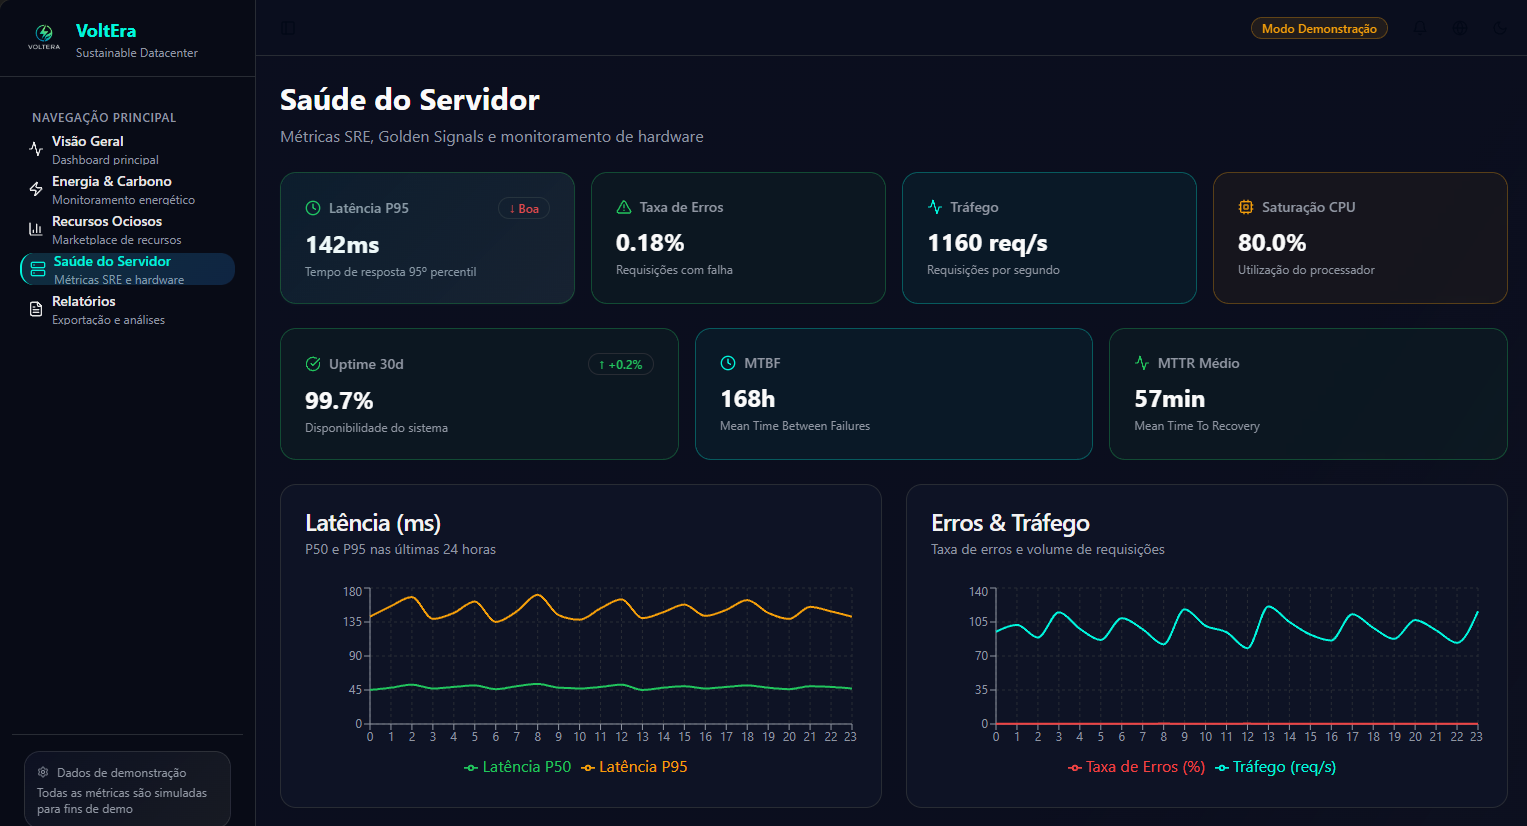 VoltEra
VOLTERA
Sustainable Datacenter
Modo Demonstração
NAVEGAÇÃO PRINCIPAL
Visão Geral
Dashboard principal
Energia & Carbono
Monitoramento energético
Recursos Ociosos
Marketplace de recursos
Saúde do Servidor
Métricas SRE e hardware
Relatórios
Exportação e análises
Dados de demonstração
Todas as métricas são simuladas
para fins de demo
Saúde do Servidor
Métricas SRE, Golden Signals e monitoramento de hardware
Latência P95
↓ Boa
142ms
Tempo de resposta 95º percentil
Taxa de Erros
0.18%
Requisições com falha
Tráfego
1160 req/s
Requisições por segundo
Saturação CPU
80.0%
Utilização do processador
Uptime 30d
↑ +0.2%
99.7%
Disponibilidade do sistema
MTBF
168h
Mean Time Between Failures
MTTR Médio
57min
Mean Time To Recovery
Latência (ms)
P50 e P95 nas últimas 24 horas
180
135
90
45
0
0 1 2 3 4 5 6 7 8 9 10 11 12 13 14 15 16 17 18 19 20 21 22 23
Latência P50 Latência P95
Erros & Tráfego
Taxa de erros e volume de requisições
140
105
70
35
0
0 1 2 3 4 5 6 7 8 9 10 11 12 13 14 15 16 17 18 19 20 21 22 23
Taxa de Erros (%) Tráfego (req/s)